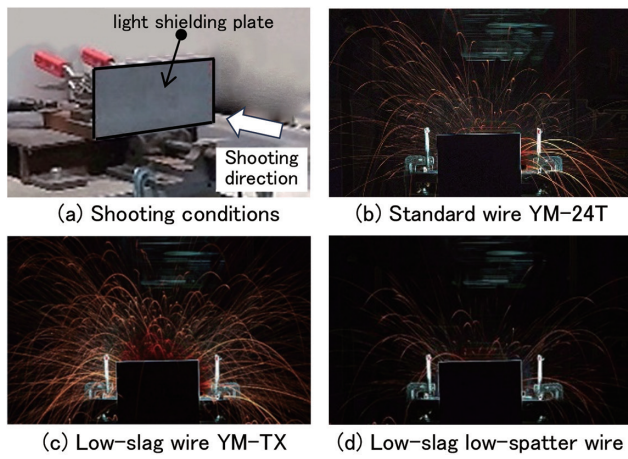 light shielding plate
Shooting
direction
(a) Shooting conditions
(b) Standard wire YM-24T
(c) Low-slag wire YM-TX
(d) Low-slag low-spatter wire